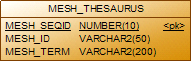 MESH_THESAURUS
MESH_SEQID NUMBER(10) <pk>
MESH_ID VARCHAR2(50)
MESH_TERM VARCHAR2(200)